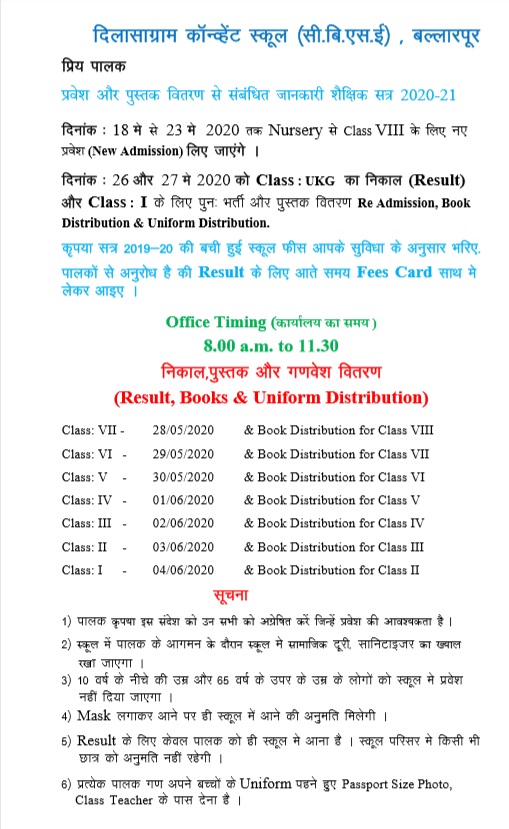 दिलासाग्राम कॉन्व्हेंट स्कूल (सी.बि.एस.ई) , बल्लारपूर
प्रिय पालक
प्रवेश और पुस्तक वितरण से संबंधित जानकारी शैक्षिक सत्र 2020-21
दिनांक : 18 मे से 23 मे 2020 तक Nursery से Class VIII के लिए नए
प्रवेश (New Admission) लिए जाएंगे ।
दिनांक : 26 और 27 मे 2020 को Class : UKG का निकाल (Result)
और Class : I के लिए पुनः भर्ती और पुस्तक वितरण Re Admission, Book
Distribution & Uniform Distribution.
कृपया सत्र 2019–20 की बची हुई स्कूल फीस आपके सुविधा के अनुसार भरिए.
पालकों से अनुरोध है की Result के लिए आते समय Fees Card साथ मे
लेकर आइए ।
Office Timing (कार्यालय का समय )
8.00 a.m. to 11.30
निकाल,पुस्तक और गणवेश वितरण
(Result, Books & Uniform Distribution)
Class: VII - 28/05/2020 & Book Distribution for Class VIII
Class: VI - 29/05/2020 & Book Distribution for Class VII
Class: V - 30/05/2020 & Book Distribution for Class VI
Class: IV - 01/06/2020 & Book Distribution for Class V
Class: III - 02/06/2020 & Book Distribution for Class IV
Class: II - 03/06/2020 & Book Distribution for Class III
Class: I - 04/06/2020 & Book Distribution for Class II
सूचना
1) पालक कृपया इस संदेश को उन सभी को अग्रेषित करें जिन्हें प्रवेश की आवश्यकता है ।
2) स्कूल में पालक के आगमन के दौरान स्कूल मे सामाजिक दूरी, सानिटाइजर का ख्याल
रखा जाएगा ।
3) 10 वर्ष के नीचे की उम्र और 65 वर्ष के उपर के उम्र के लोगों को स्कूल मे प्रवेश
नहीं दिया जाएगा ।
4) Mask लगाकर आने पर ही स्कूल में आने की अनुमति मिलेगी ।
5) Result के लिए केवल पालक को ही स्कूल मे आना है । स्कूल परिसर मे किसी भी
छात्र को अनुमति नहीं रहेगी ।
6) प्रत्येक पालक गण अपने बच्चों के Uniform पहने हुए Passport Size Photo,
Class Teacher के पास देना है ।